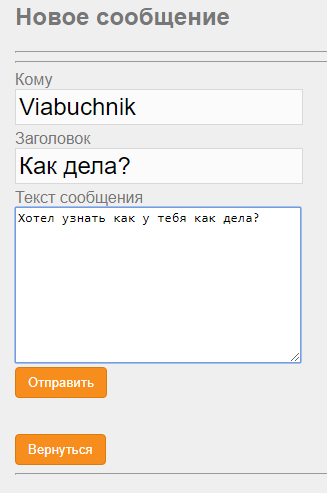 Новое сообщение
Кому
Viabuchnik
Заголовок
Как дела?
Текст сообщения
Хотел узнать как у тебя как дела?
Отправить
Вернуться